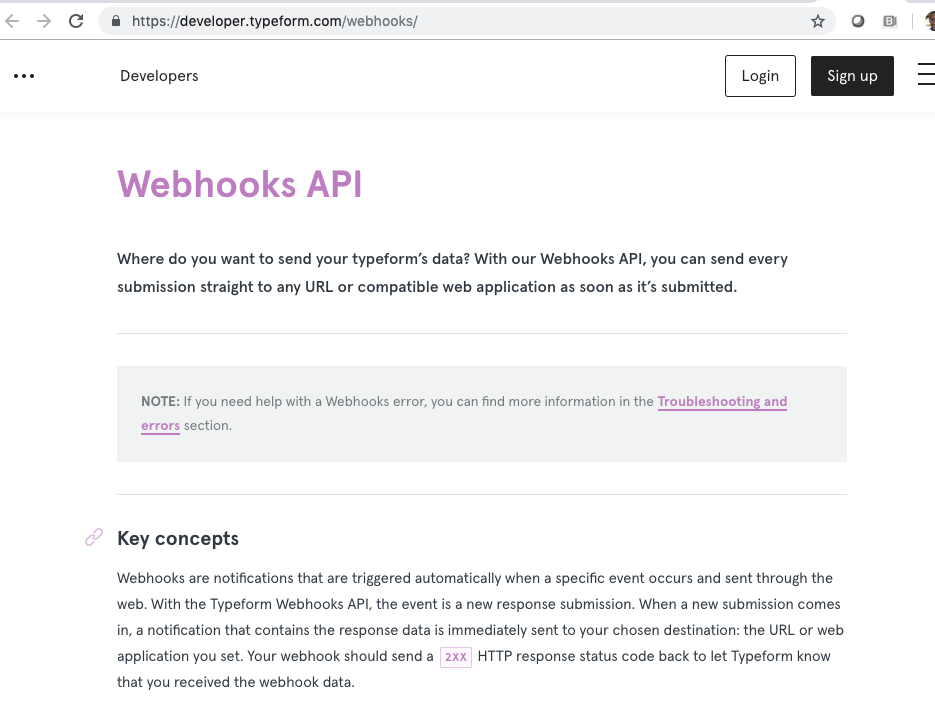 https://developer.typeform.com/webhooks/
Developers
Login
Sign up
Webhooks API
Where do you want to send your typeform’s data? With our Webhooks API, you can send every
submission straight to any URL or compatible web application as soon as it’s submitted.
NOTE: If you need help with a Webhooks error, you can find more information in the Troubleshooting and
errors section.
Key concepts
Webhooks are notifications that are triggered automatically when a specific event occurs and sent through the
web. With the Typeform Webhooks API, the event is a new response submission. When a new submission comes
in, a notification that contains the response data is immediately sent to your chosen destination: the URL or web
application you set. Your webhook should send a 2XX HTTP response status code back to let Typeform know
that you received the webhook data.